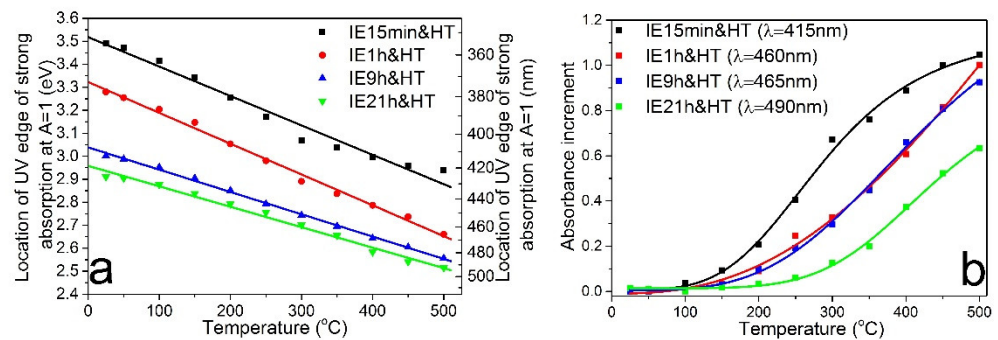 Location of UV edge of strong
absorption at A=1 (eV)
3.6
3.5
3.4
3.3
3.2
3.1
3.0
2.9
2.8
2.7
2.6
2.5
2.4
IE15min&HT
IE1h&HT
IE9h&HT
IE21h&HT
a
0 100 200 300 400 500
Temperature (°C)
360
380
400
420
440
460
480
500
Location of UV edge of strong
absorption at A=1 (nm)
Absorbance increment
1.2
1.0
0.8
0.6
0.4
0.2
0.0
IE15min&HT (λ=415nm)
IE1h&HT (λ=460nm)
IE9h&HT (λ=465nm)
IE21h&HT (λ=490nm)
b
0 100 200 300 400 500
Temperature (°C)